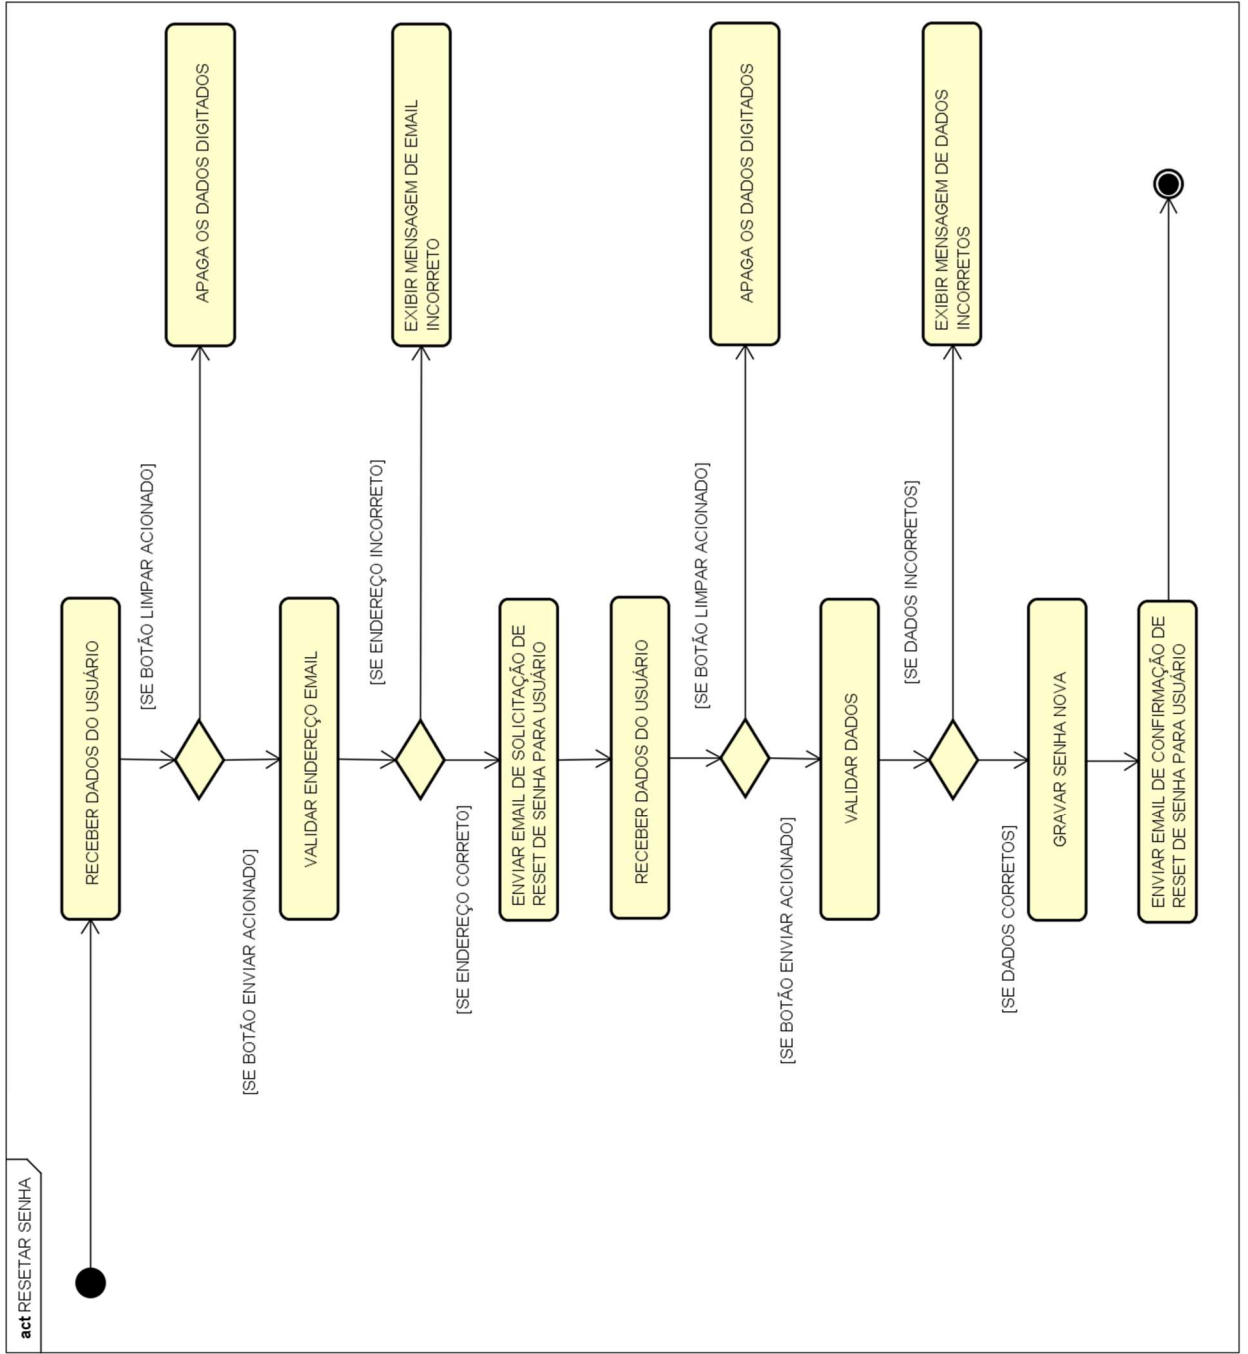 act RESETAR SENHA
RECEBER DADOS DO USUÁRIO
[SE BOTÃO LIMPAR ACIONADO]
APAGA OS DADOS DIGITADOS
[SE BOTÃO ENVIAR ACIONADO]
VALIDAR ENDEREÇO EMAIL
[SE ENDEREÇO INCORRETO]
EXIBIR MENSAGEM DE EMAIL
INCORRETO
[SE ENDEREÇO CORRETO]
ENVIAR EMAIL DE SOLICITAÇÃO DE
RESET DE SENHA PARA USUÁRIO
RECEBER DADOS DO USUÁRIO
[SE BOTÃO LIMPAR ACIONADO]
APAGA OS DADOS DIGITADOS
[SE BOTÃO ENVIAR ACIONADO]
VALIDAR DADOS
[SE DADOS INCORRETOS]
EXIBIR MENSAGEM DE DADOS
INCORRETOS
[SE DADOS CORRETOS]
GRAVAR SENHA NOVA
ENVIAR EMAIL DE CONFIRMAÇÃO DE
RESET DE SENHA PARA USUÁRIO